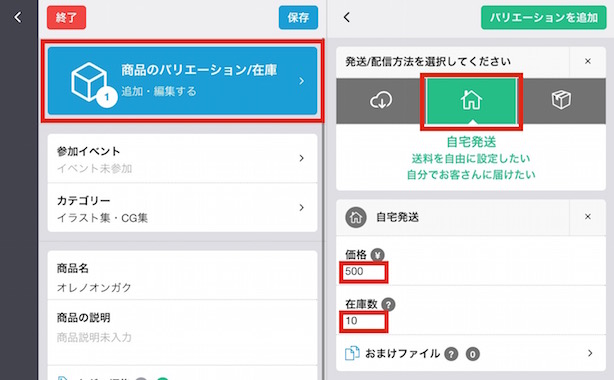 終了
保存
商品のバリエーション/在庫
1
追加・編集する
参加イベント
イベント未参加
カテゴリー
イラスト集・CG集
商品名
オレノオンガク
商品の説明
商品説明未入力
バリエーションを追加
発送/配信方法を選択してください
×
自宅発送
送料を自由に設定したい
自分でお客さんに届けたい
自宅発送
×
価格 ¥
500
在庫数 ?
10
おまけファイル ? 0